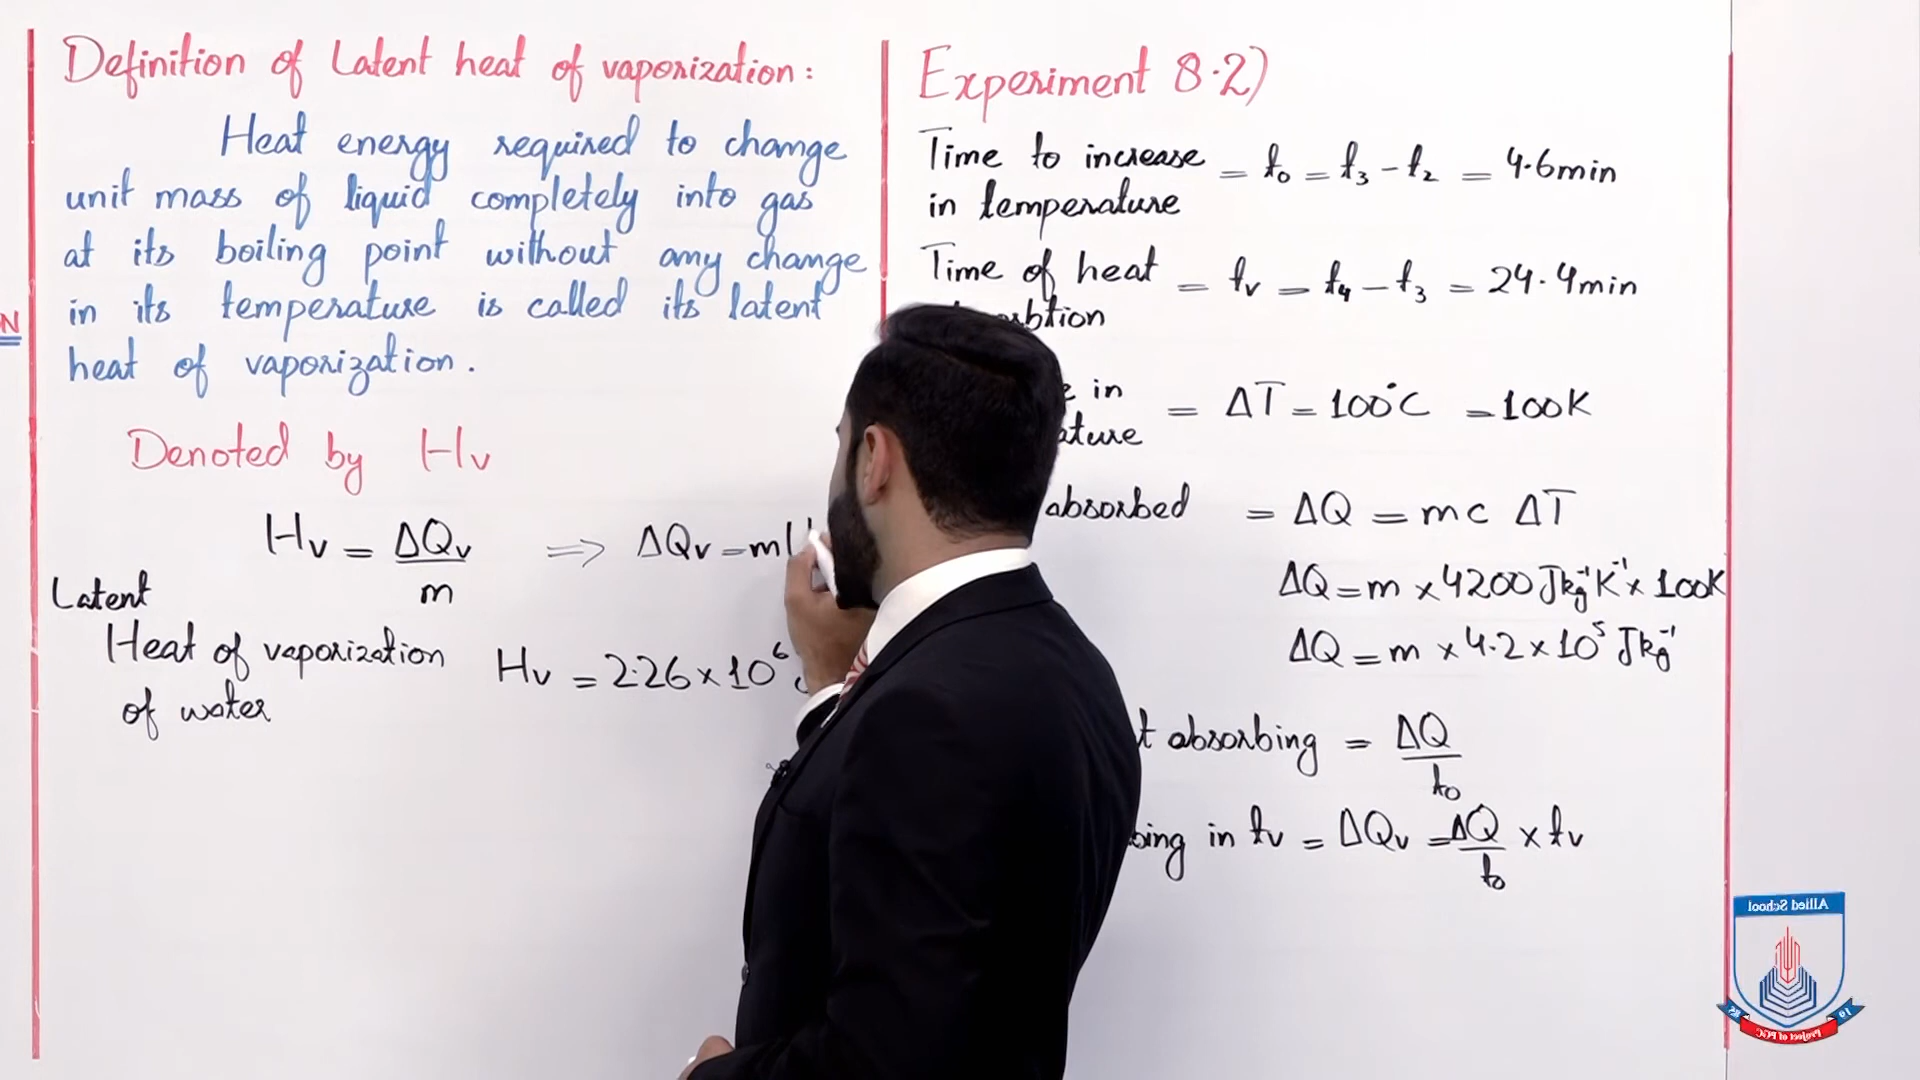 Definition of Latent heat of vaporization:
Heat energy required to change
unit mass of liquid completely into gas
at its boiling point without any change
in its temperature is called its latent
heat of vaporization.
Denoted by Hv
Hv = ΔQv/m ⇒ ΔQv = m
Latent
Heat of vaporization
of water
Hv = 2.26 × 10⁶
N
Experiment 8.2)
Time to increase = t₀ = t₃ - t₂ = 4.6min
in temperature
Time of heat = tv = t₄ - t₃ = 24.4min
in
= ΔT = 100°C = 100K
absorbed = ΔQ = mc ΔT
ΔQ = m × 4200 Jkg⁻¹K⁻¹ × 100K
ΔQ = m × 4.2 × 10⁵ Jkg⁻¹
absorbing = ΔQ/t₀
in tv = ΔQv = ΔQ/t₀ × tv
Allied School
Project of PGC